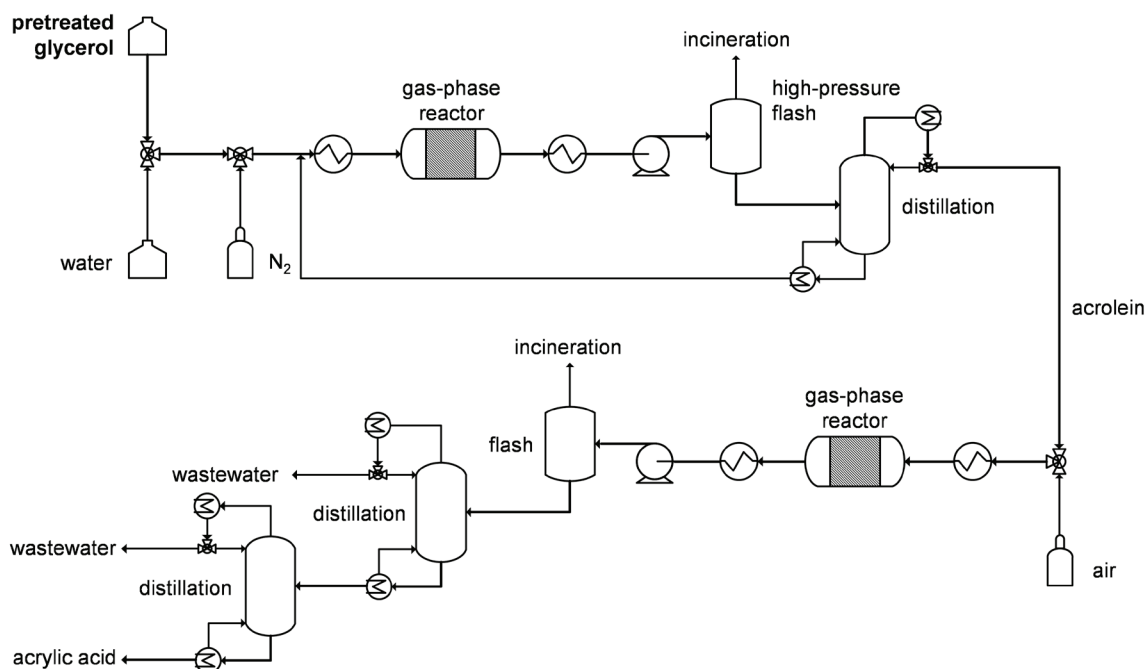 pretreated
glycerol
water
N2
gas-phase
reactor
incineration
high-pressure
flash
distillation
acrolein
air
gas-phase
reactor
incineration
flash
distillation
wastewater
distillation
wastewater
acrylic acid